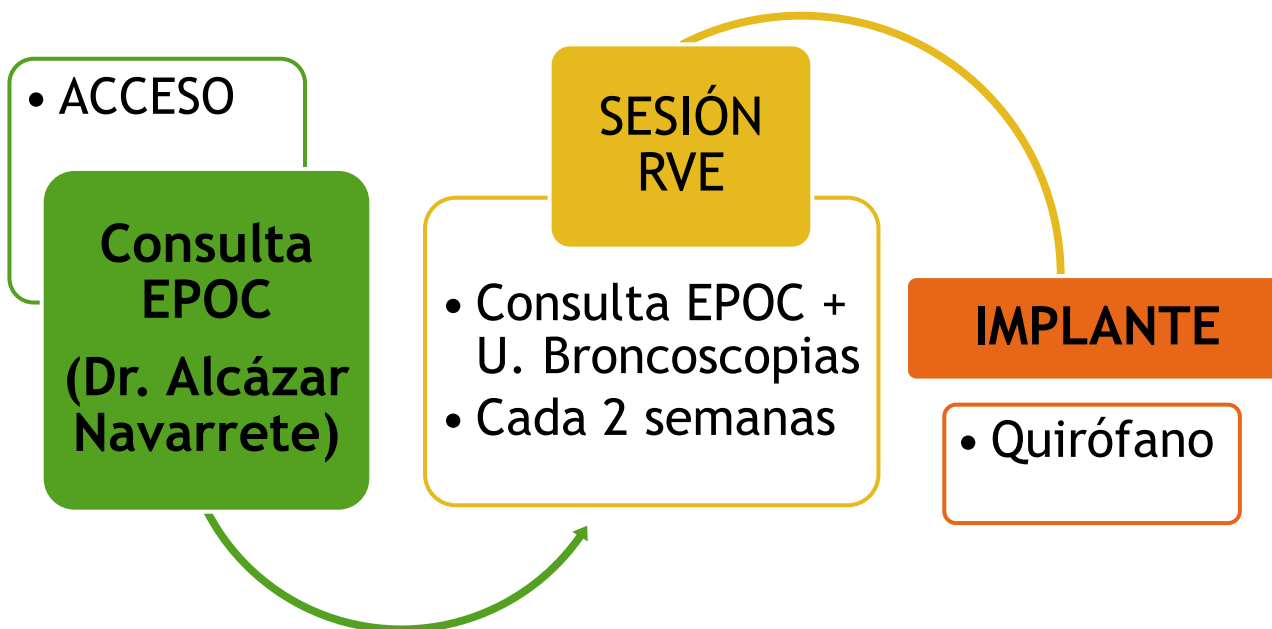 • ACCESO
Consulta
EPOC
(Dr. Alcázar
Navarrete)
SESIÓN
RVE
• Consulta EPOC +
U. Broncoscopias
• Cada 2 semanas
IMPLANTE
• Quirófano